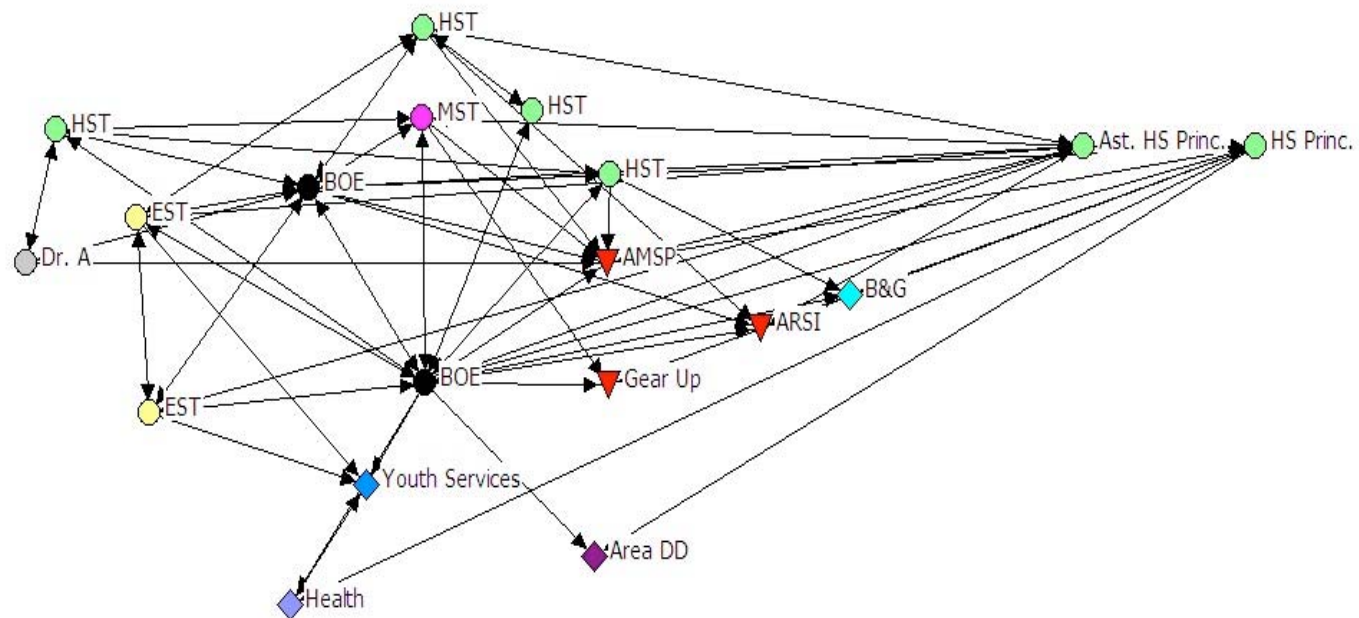 HST
MST
HST
HST
Ast. HS Princ.
HS Princ.
HST
BOE
EST
Dr. A
AMSP
B&G
ARSI
BOE
Gear Up
EST
Youth Services
Area DD
Health